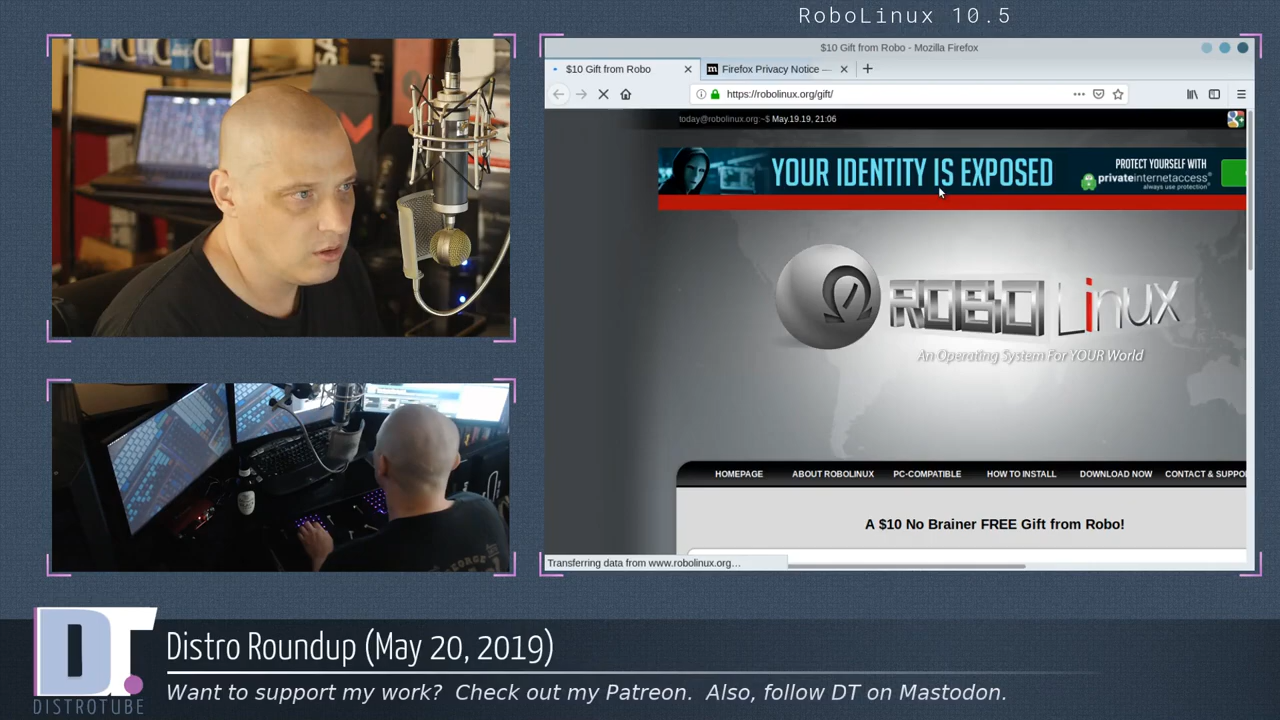 RoboLinux 10.5
$10 Gift from Robo - Mozilla Firefox
$10 Gift from Robo
m Firefox Privacy Notice —
https://robolinux.org/gift/
today@robolinux.org:~$ May.19.19, 21:06
YOUR IDENTITY IS EXPOSED
PROTECT YOURSELF WITH
privateinternetaccess
always use protection
ROBO Linux
An Operating System For YOUR World
HOMEPAGE ABOUT ROBOLINUX PC-COMPATIBLE HOW TO INSTALL DOWNLOAD NOW CONTACT & SUPPO
A $10 No Brainer FREE Gift from Robo!
Transferring data from www.robolinux.org…
DT.
DISTROTUBE
Distro Roundup (May 20, 2019)
Want to support my work? Check out my Patreon. Also, follow DT on Mastodon.